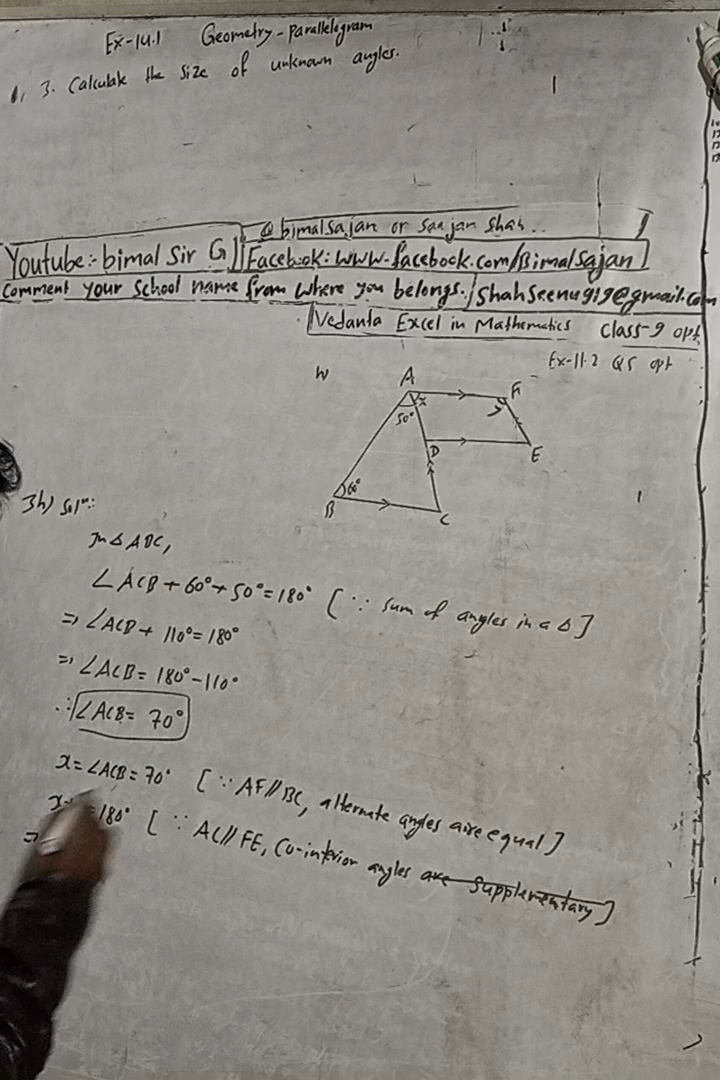 Ex-14.1 Geometry-parallelogram
3. Calculate the size of unknown angles.
@bimalsajan or Sanjan Shah..
Youtube:- bimal Sir G
Facebook: www.facebook.com/Bimalsajan
Comment your School name from where you belongs. / Shahseenu919@gmail.com
Vedanta Excel in Mathematics Class-9 opt
Ex-11.2 Q5 opt
A
F
x
y
50°
D
E
60°
B
C
3h) Solⁿ:
In Δ ABC,
∠ACB + 60° + 50° = 180° [∵ Sum of angles in a Δ]
⇒ ∠ACB + 110° = 180°
⇒ ∠ACB = 180° - 110°
∴ ∠ACB = 70°
x = ∠ACB = 70° [∵ AF // BC, alternate angles are equal]
180° [∵ AC // FE, Co-interior angles are supplementary]
⇒